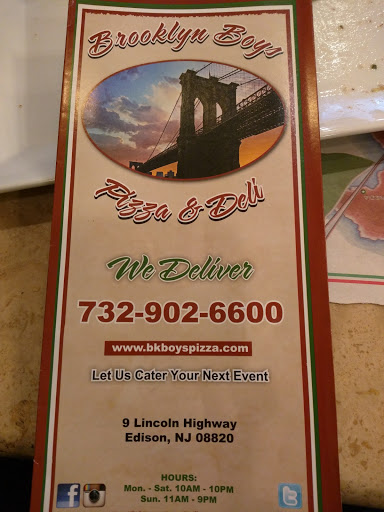 Brooklyn Boys
Pizza & Deli
We Deliver
732-902-6600
www.bkboyspizza.com
Let Us Cater Your Next Event
9 Lincoln Highway
Edison, NJ 08820
HOURS:
Mon. - Sat. 10AM - 10PM
Sun. 11AM - 9PM